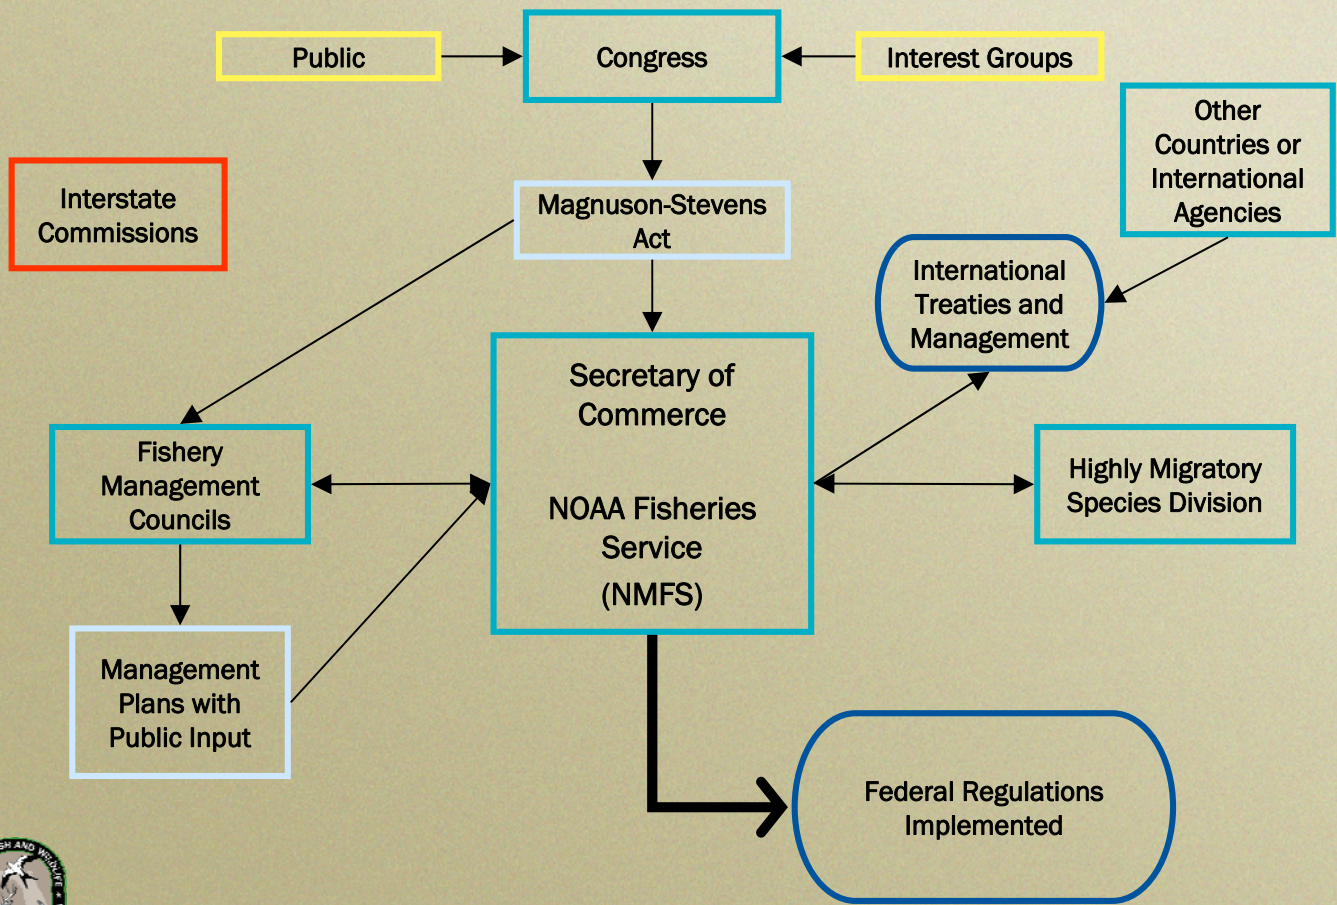 Public
Congress
Interest Groups
Other
Countries or
International
Agencies
Interstate
Commissions
Magnuson-Stevens
Act
International
Treaties and
Management
Secretary of
Commerce
NOAA Fisheries
Service
(NMFS)
Fishery
Management
Councils
Highly Migratory
Species Division
Management
Plans with
Public Input
Federal Regulations
Implemented
AND WILDLIFE